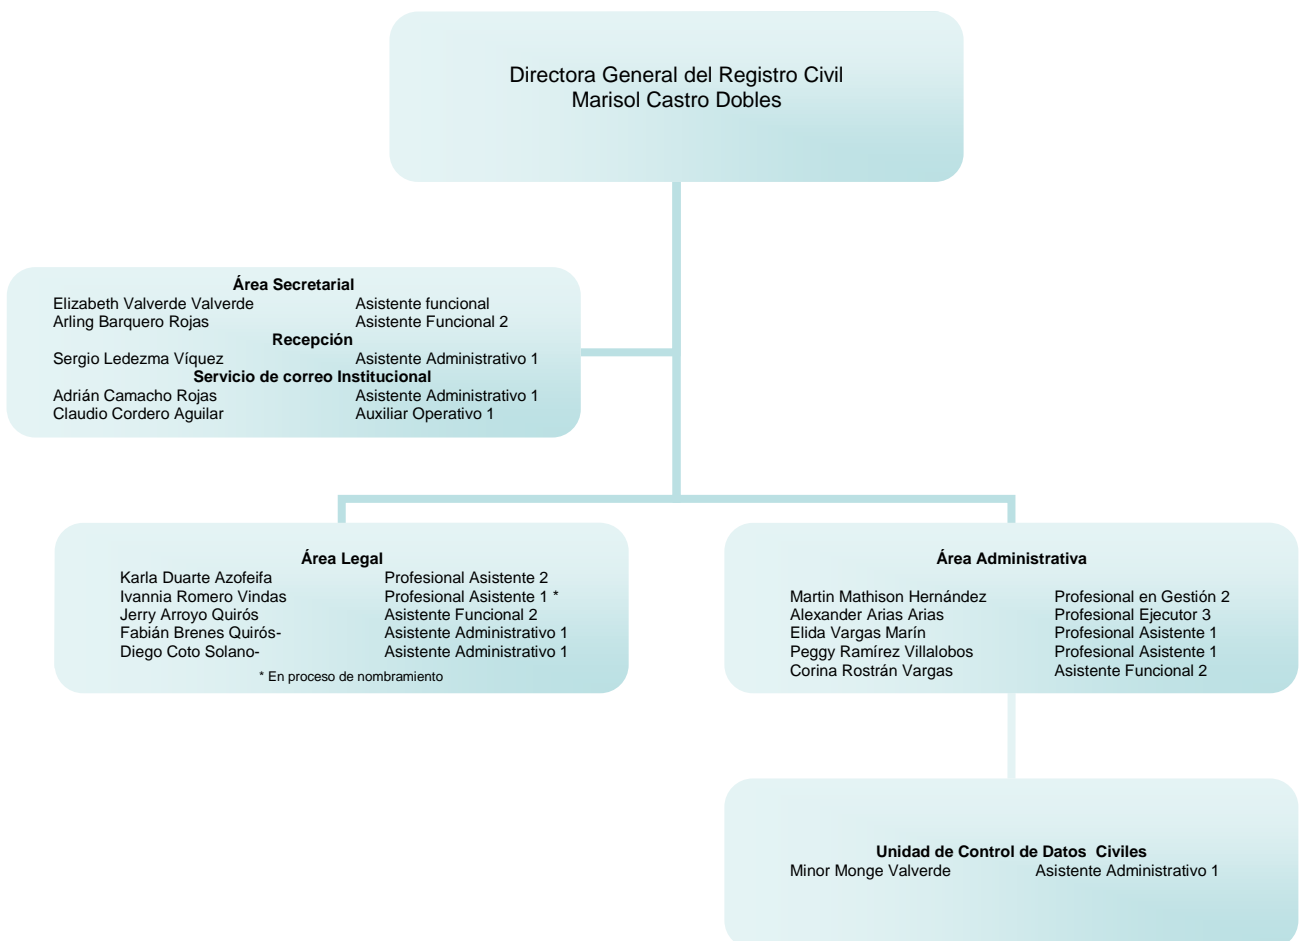 Directora General del Registro Civil
Marisol Castro Dobles
Área Secretarial
Elizabeth Valverde Valverde Asistente funcional
Arling Barquero Rojas Asistente Funcional 2
Recepción
Sergio Ledezma Víquez Asistente Administrativo 1
Servicio de correo Institucional
Adrián Camacho Rojas Asistente Administrativo 1
Claudio Cordero Aguilar Auxiliar Operativo 1
Área Legal
Karla Duarte Azofeifa Profesional Asistente 2
Ivannia Romero Vindas Profesional Asistente 1 *
Jerry Arroyo Quirós Asistente Funcional 2
Fabián Brenes Quirós- Asistente Administrativo 1
Diego Coto Solano- Asistente Administrativo 1
* En proceso de nombramiento
Área Administrativa
Martin Mathison Hernández Profesional en Gestión 2
Alexander Arias Arias Profesional Ejecutor 3
Elida Vargas Marín Profesional Asistente 1
Peggy Ramírez Villalobos Profesional Asistente 1
Corina Rostrán Vargas Asistente Funcional 2
Unidad de Control de Datos  Civiles
Minor Monge Valverde Asistente Administrativo 1